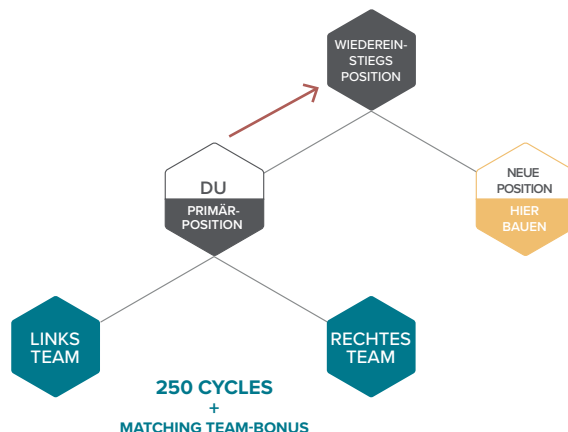 WIEDEREIN-
STIEGS
POSITION
DU
PRIMÄR-
POSITION
NEUE
POSITION
HIER
BAUEN
LINKS
TEAM
RECHTES
TEAM
250 CYCLES
+
MATCHING TEAM-BONUS